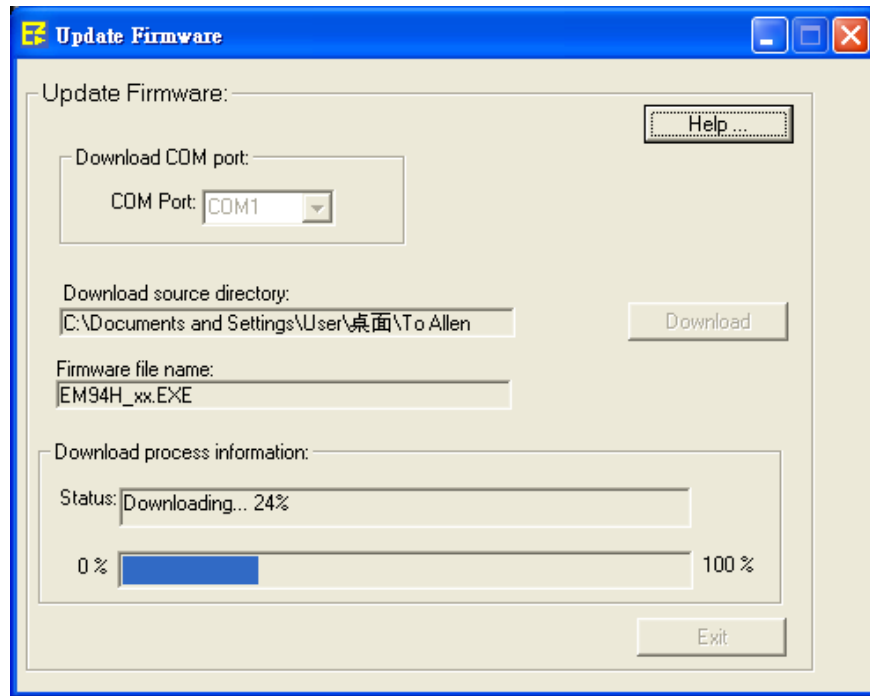 Update Firmware
Update Firmware:
Help ...
Download COM port:
COM Port: COM1
Download source directory:
C:\Documents and Settings\User\桌面\To Allen
Download
Firmware file name:
EM94H_xx.EXE
Download process information:
Status: Downloading... 24%
0 % 100 %
Exit